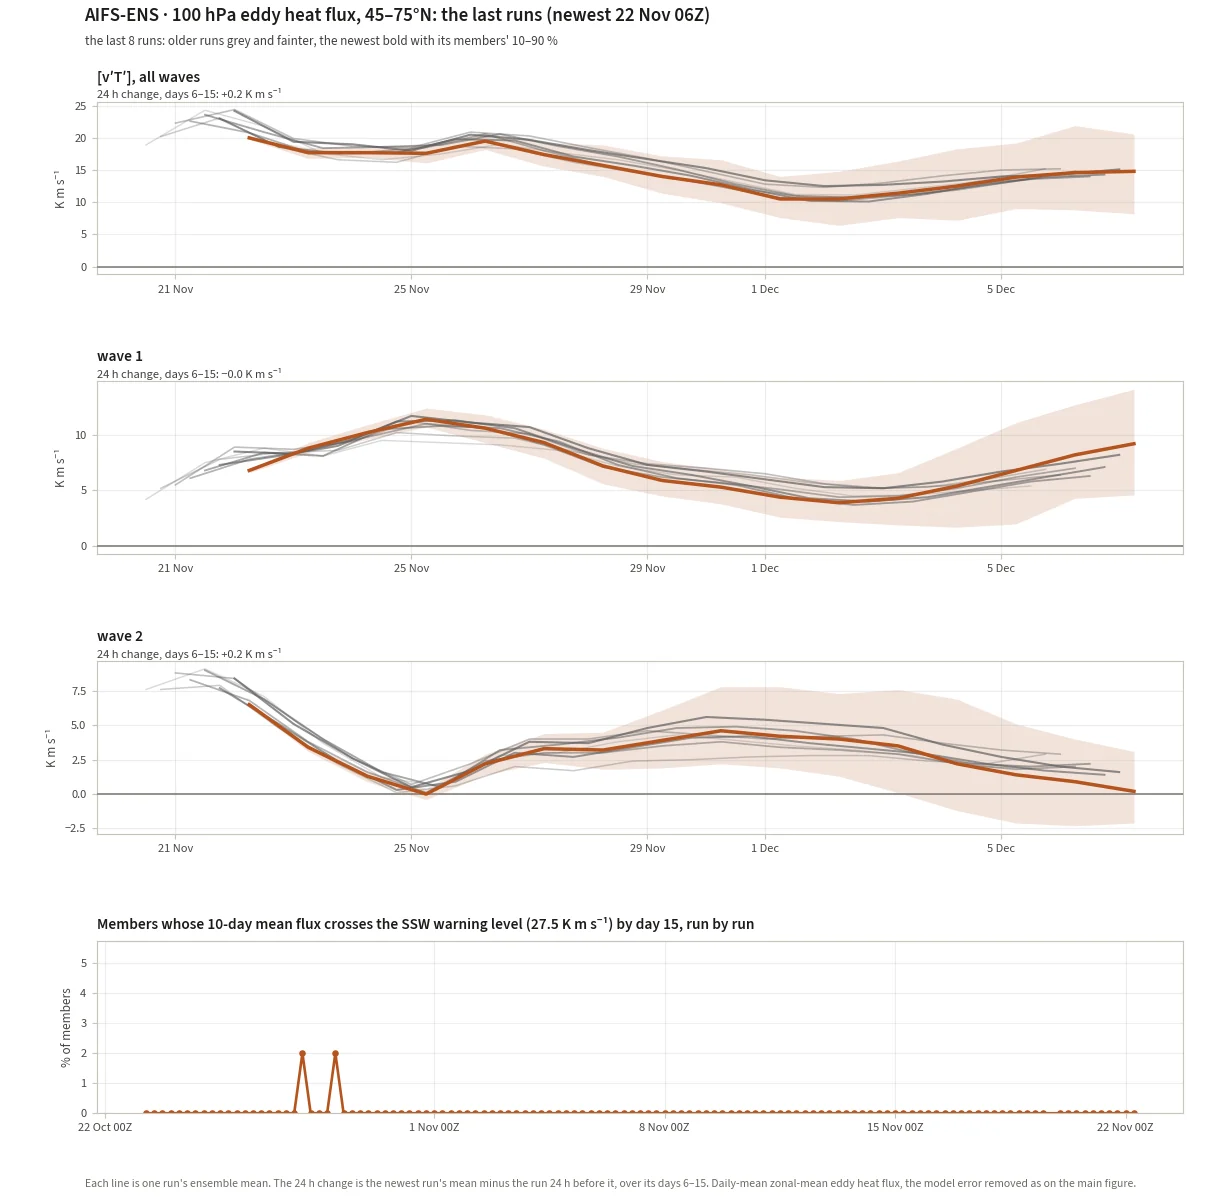 AIFS-ENS · 100 hPa eddy heat flux, 45–75°N: the last runs (newest 22 Nov 06Z)
the last 8 runs: older runs grey and fainter, the newest bold with its members' 10–90 %
[v′T′], all waves
24 h change, days 6–15: +0.2 K m s⁻¹
25
20
15
10
5
0
K m s⁻¹
21 Nov
25 Nov
29 Nov
1 Dec
5 Dec
wave 1
24 h change, days 6–15: −0.0 K m s⁻¹
10
5
0
K m s⁻¹
21 Nov
25 Nov
29 Nov
1 Dec
5 Dec
wave 2
24 h change, days 6–15: +0.2 K m s⁻¹
7.5
5.0
2.5
0.0
−2.5
K m s⁻¹
21 Nov
25 Nov
29 Nov
1 Dec
5 Dec
Members whose 10-day mean flux crosses the SSW warning level (27.5 K m s⁻¹) by day 15, run by run
5
4
3
2
1
0
% of members
22 Oct 00Z
1 Nov 00Z
8 Nov 00Z
15 Nov 00Z
22 Nov 00Z
Each line is one run's ensemble mean. The 24 h change is the newest run's mean minus the run 24 h before it, over its days 6–15. Daily-mean zonal-mean eddy heat flux, the model error removed as on the main figure.